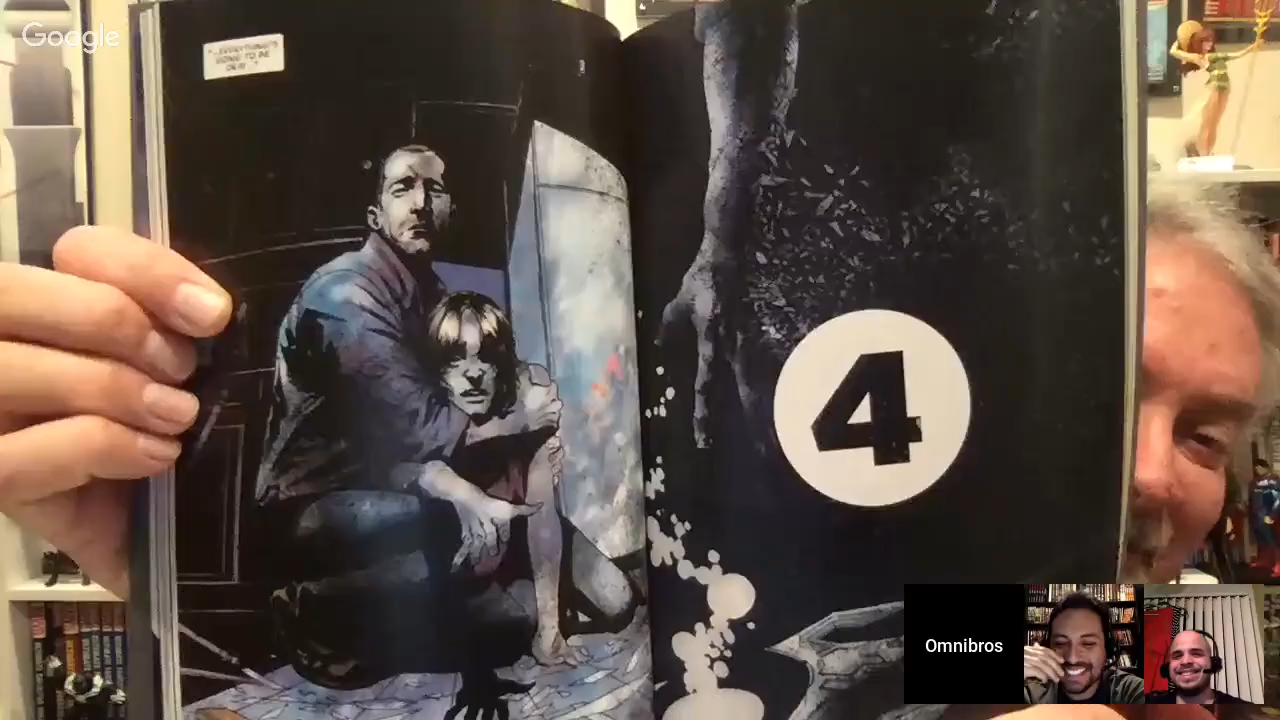 Google
"...EVERYTHING'S
GOING TO BE
OKAY..."
4
Omnibros